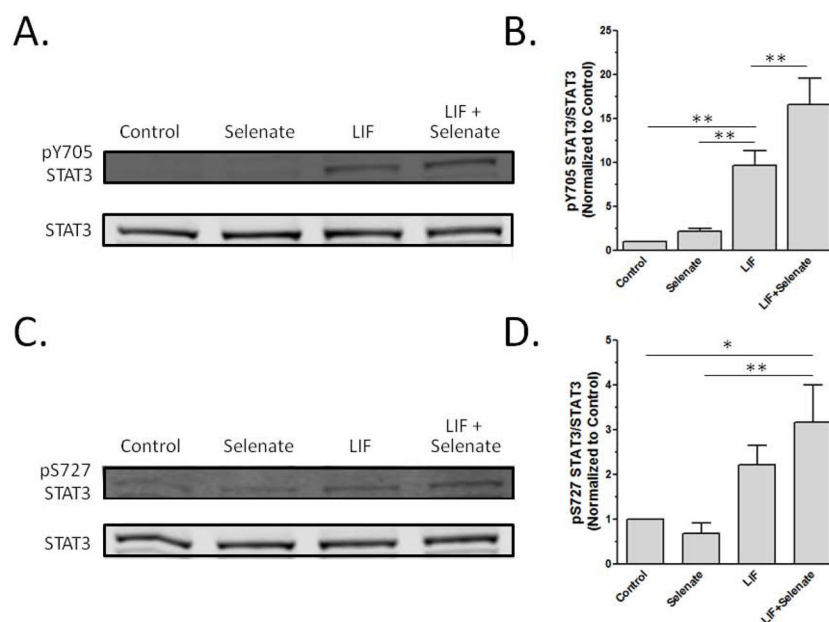 A.
Control Selenate LIF LIF +
Selenate
pY705
STAT3
STAT3
B.
pY705 STAT3/STAT3
(Normalized to Control)
25
20
15
10
5
0
**
**
**
Control
Selenate
LIF
LIF+Selenate
C.
Control Selenate LIF LIF +
Selenate
pS727
STAT3
STAT3
D.
pS727 STAT3/STAT3
(Normalized to Control)
5
4
3
2
1
0
*
**
Control
Selenate
LIF
LIF+Selenate